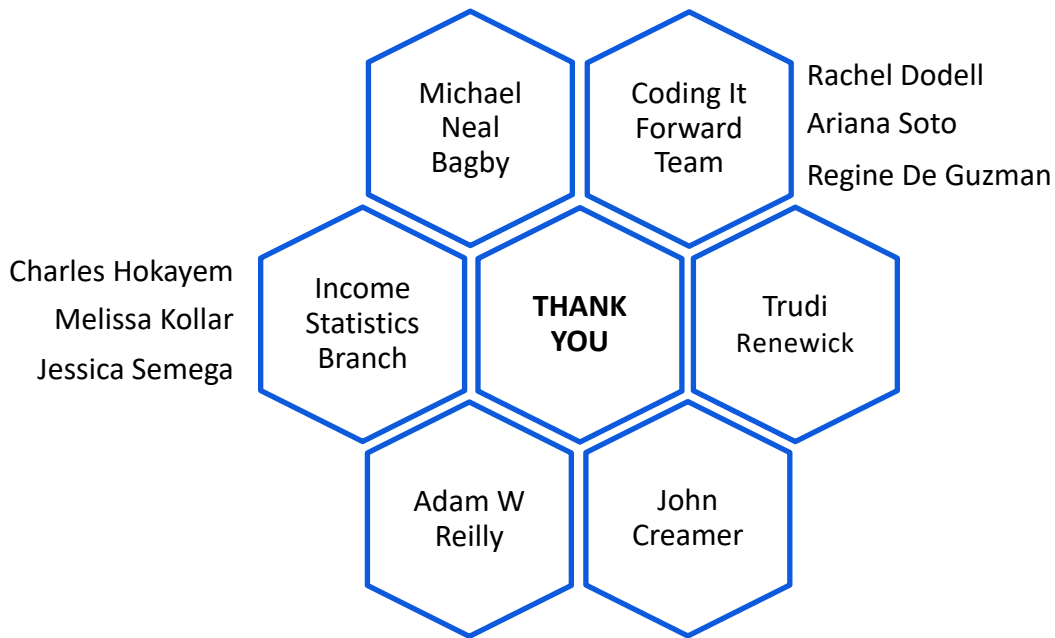 Michael
Neal
Bagby
Coding It
Forward
Team
Rachel Dodell
Ariana Soto
Regine De Guzman
Charles Hokayem
Melissa Kollar
Jessica Semega
Income
Statistics
Branch
THANK
YOU
Trudi
Renewick
Adam W
Reilly
John
Creamer